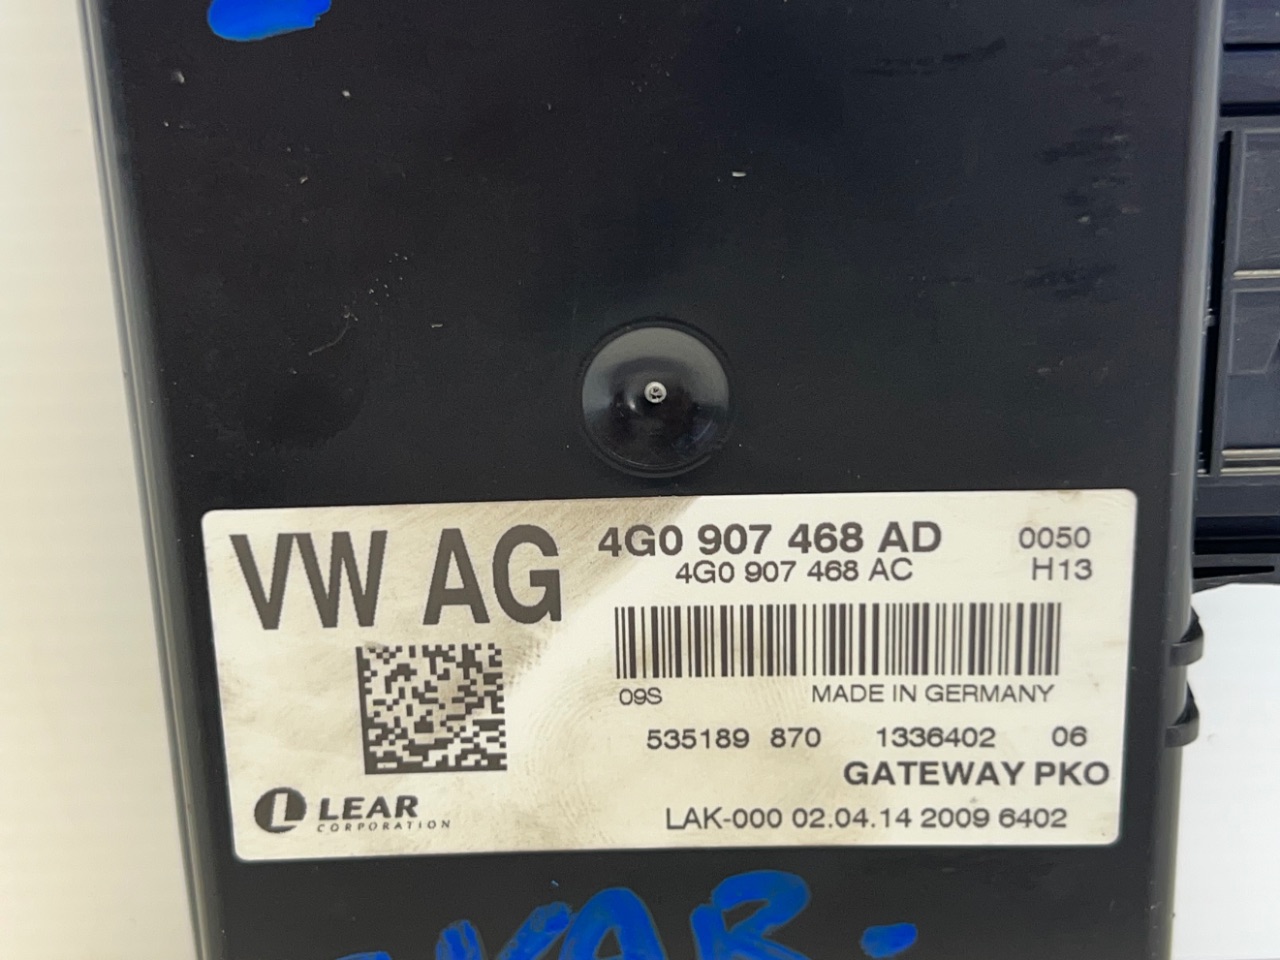 VW AG
4G0 907 468 AD
0050
4G0 907 468 AC
H13
09S
MADE IN GERMANY
535189 870 1336402 06
GATEWAY PKO
LEAR
CORPORATION
LAK-000 02.04.14 2009 6402